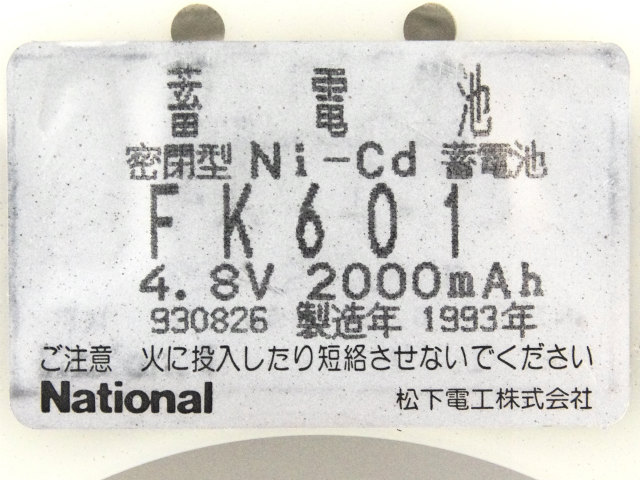 蓄電池
密閉型 Ni-Cd 蓄電池
FK601
4.8V 2000mAh
930826 製造年 1993年
ご注意 火に投入したり短絡させないでください
National 松下電工株式会社